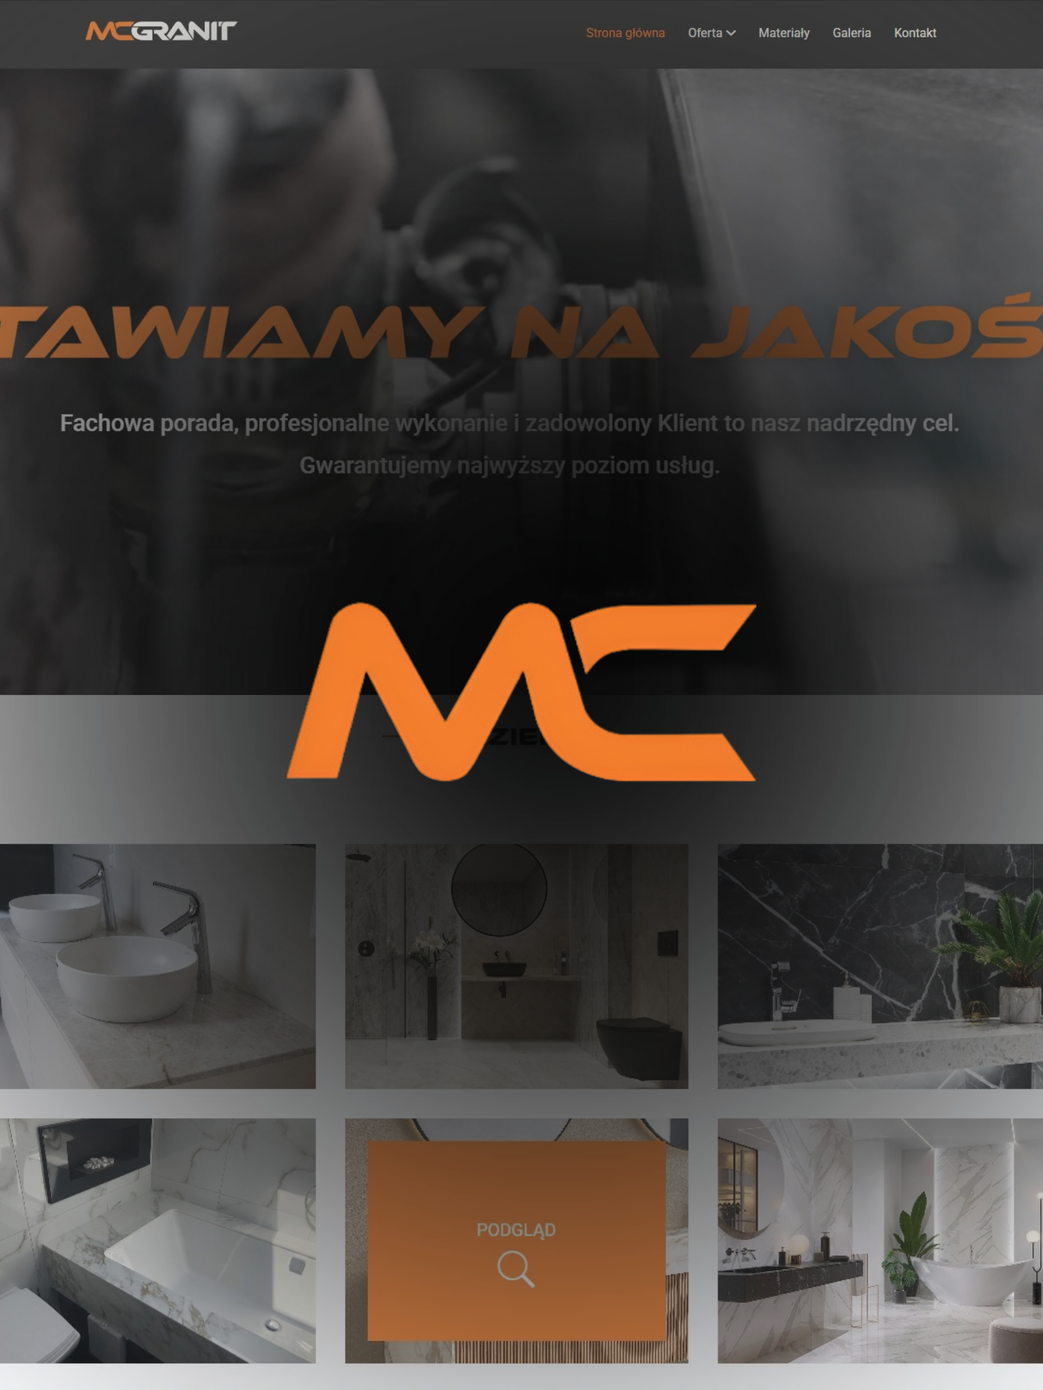 MCGRANIT
Strona główna Oferta Materiały Galeria Kontakt
TAWIAMY NA JAKOŚ
Fachowa porada, profesjonalne wykonanie i zadowolony Klient to nasz nadrzędny cel.
Gwarantujemy najwyższy poziom usług.
MC
PODGLĄD